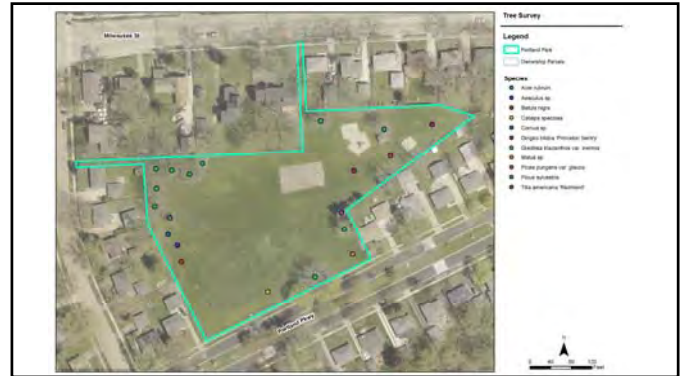 Tree Survey
Milwaukee St
Legend
Portland Park
Ownership Parcels
Species
Acer rubrum
Aesculus sp
Betula nigra
Catalpa speciosa
Cornus sp
Ginkgo biloba 'Princeton Sentry'
Gleditsia triacanthos var. inermis
Malus sp
Picea pungens var. glauca
Pinus sylvestris
Tilia americana 'Redmond'
Portland Pkwy
N
Feet